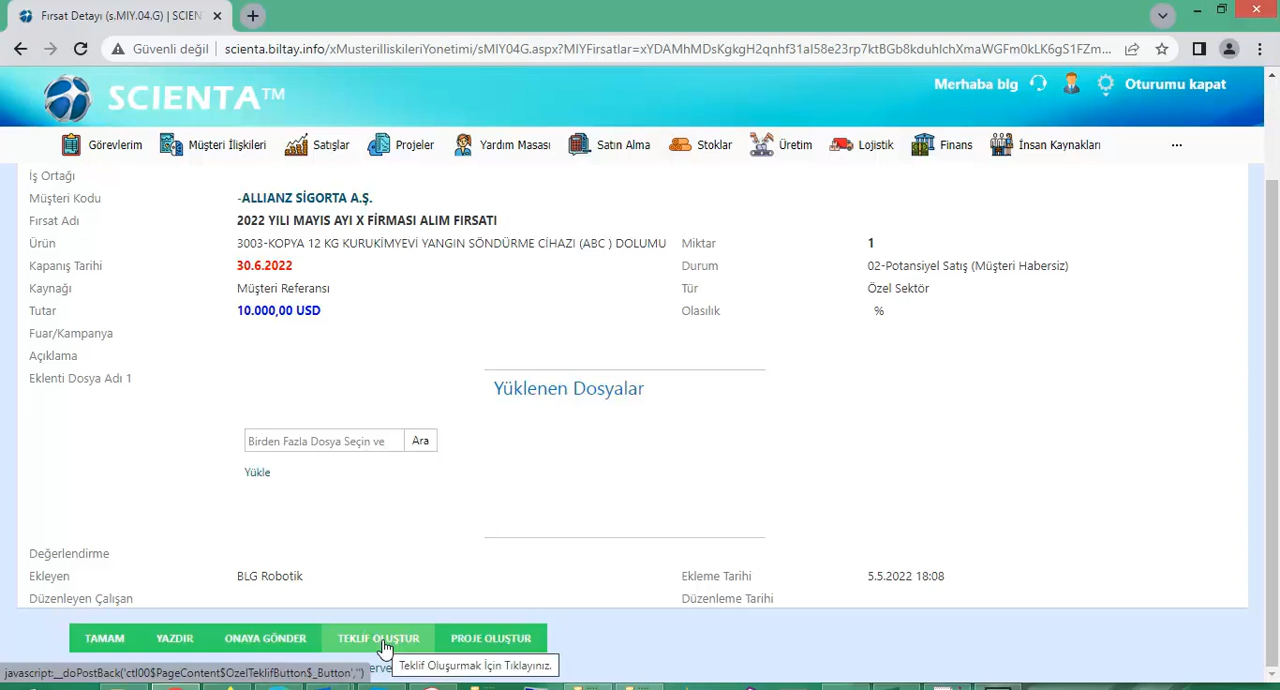 Fırsat Detayı (s.MIY.04.G) | SCIEN
Güvenli değil
scienta.biltay.info/xMusteriIliskileriYonetimi/sMIY04G.aspx?MIYFirsatlar=xYDAMhMDsKgkgH2qnhf31aI58e23rp7ktBGb8kduhIchXmaWGFm0kLK6gS1FZm...
SCIENTA™
Merhaba blg
Oturumu kapat
Görevlerim
Müşteri İlişkileri
Satışlar
Projeler
Yardım Masası
Satın Alma
Stoklar
Üretim
Lojistik
Finans
İnsan Kaynakları
...
İş Ortağı
Müşteri Kodu -ALLIANZ SİGORTA A.Ş.
Fırsat Adı 2022 YILI MAYIS AYI X FİRMASI ALIM FIRSATI
Ürün 3003-KOPYA 12 KG KURUKİMYEVİ YANGIN SÖNDÜRME CİHAZI (ABC ) DOLUMU Miktar 1
Kapanış Tarihi 30.6.2022 Durum 02-Potansiyel Satış (Müşteri Habersiz)
Kaynağı Müşteri Referansı Tür Özel Sektör
Tutar 10.000,00 USD Olasılık %
Fuar/Kampanya
Açıklama
Eklenti Dosya Adı 1
Yüklenen Dosyalar
Birden Fazla Dosya Seçin ve Ara
Yükle
Değerlendirme
Ekleyen BLG Robotik Ekleme Tarihi 5.5.2022 18:08
Düzenleyen Çalışan Düzenleme Tarihi
TAMAM YAZDIR ONAYA GÖNDER TEKLİF OLUŞTUR PROJE OLUŞTUR
Teklif Oluşturmak İçin Tıklayınız.
javascript:__doPostBack('ctl00$PageContent$OzelTeklifButton$_Button','')